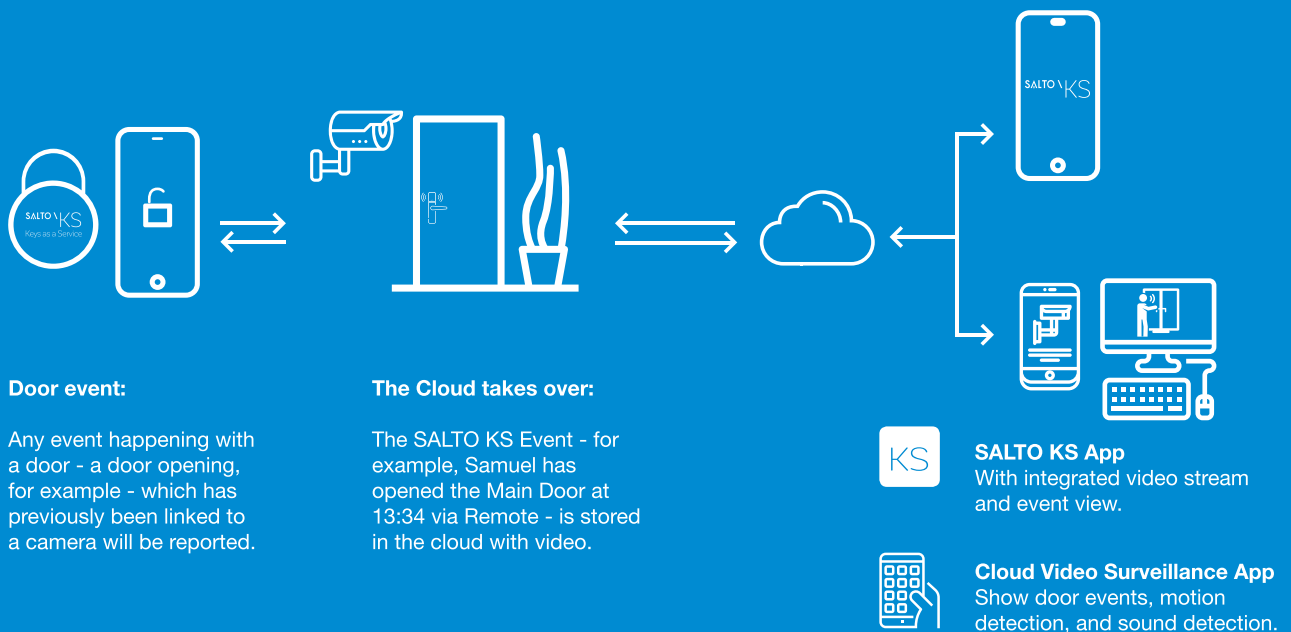 SALTO KS
Keys as a Service
SALTO KS
Door event:
Any event happening with
a door - a door opening,
for example - which has
previously been linked to
a camera will be reported.
The Cloud takes over:
The SALTO KS Event - for
example, Samuel has
opened the Main Door at
13:34 via Remote - is stored
in the cloud with video.
KS
SALTO KS App
With integrated video stream
and event view.
Cloud Video Surveillance App
Show door events, motion
detection, and sound detection.